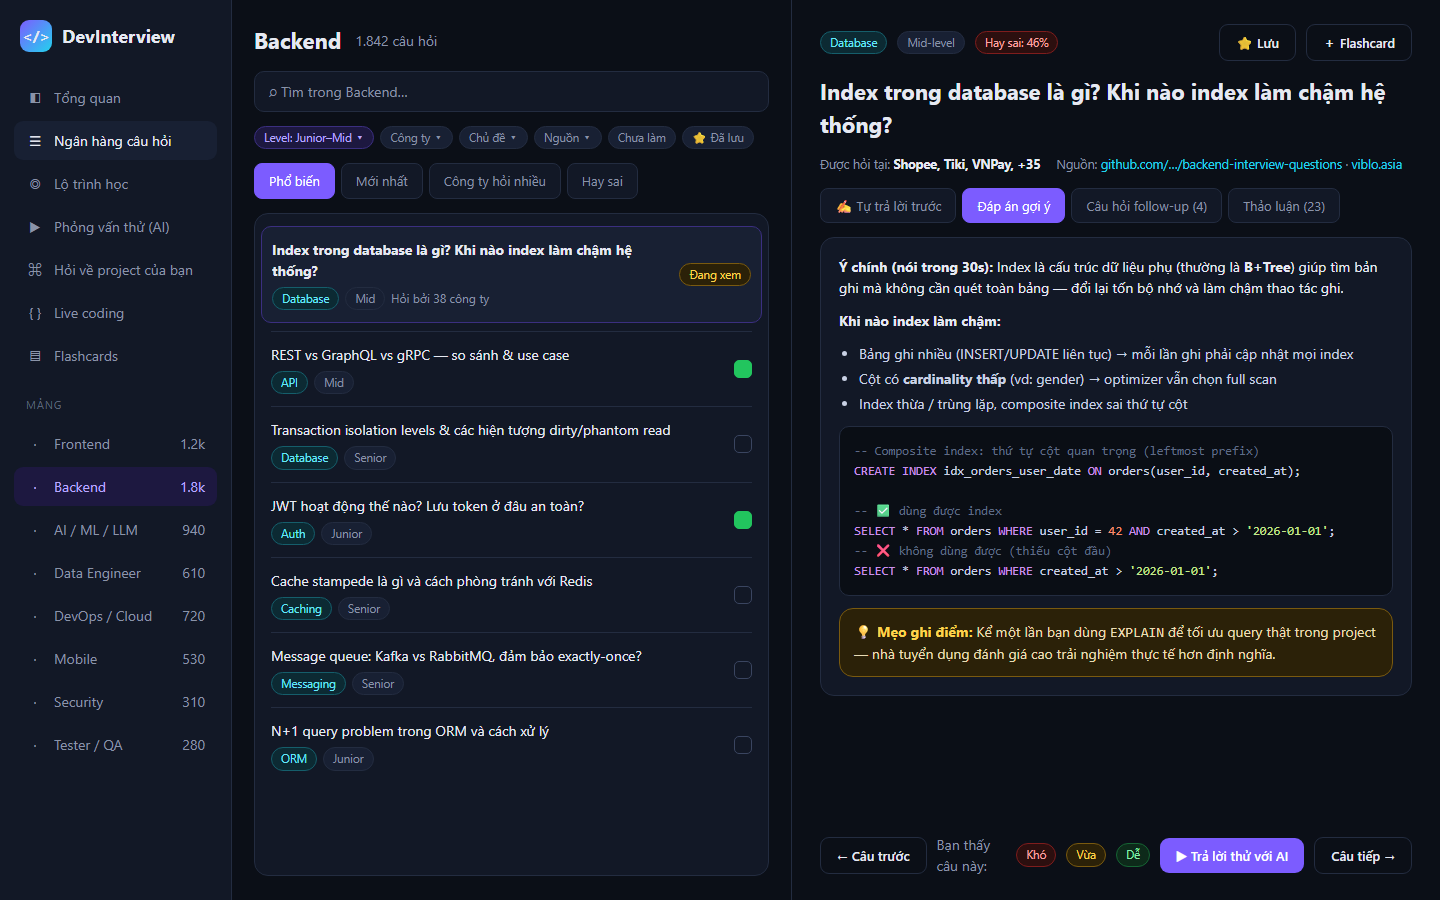 </> DevInterview
Tổng quan
Ngân hàng câu hỏi
Lộ trình học
Phỏng vấn thử (AI)
Hỏi về project của bạn
{ } Live coding
Flashcards
MẢNG
· Frontend 1.2k
· Backend 1.8k
· AI / ML / LLM 940
· Data Engineer 610
· DevOps / Cloud 720
· Mobile 530
· Security 310
· Tester / QA 280
Backend 1.842 câu hỏi
⌕ Tìm trong Backend...
Level: Junior–Mid ▾ Công ty ▾ Chủ đề ▾ Nguồn ▾ Chưa làm ⭐ Đã lưu
Phổ biến Mới nhất Công ty hỏi nhiều Hay sai
Index trong database là gì? Khi nào index làm chậm hệ
thống?
Đang xem
Database Mid Hỏi bởi 38 công ty
REST vs GraphQL vs gRPC — so sánh & use case
API Mid
Transaction isolation levels & các hiện tượng dirty/phantom read
Database Senior
JWT hoạt động thế nào? Lưu token ở đâu an toàn?
Auth Junior
Cache stampede là gì và cách phòng tránh với Redis
Caching Senior
Message queue: Kafka vs RabbitMQ, đảm bảo exactly-once?
Messaging Senior
N+1 query problem trong ORM và cách xử lý
ORM Junior
Database Mid-level Hay sai: 46% ⭐ Lưu + Flashcard
Index trong database là gì? Khi nào index làm chậm hệ
thống?
Được hỏi tại: Shopee, Tiki, VNPay, +35 Nguồn: github.com/…/backend-interview-questions · viblo.asia
✍️ Tự trả lời trước Đáp án gợi ý Câu hỏi follow-up (4) Thảo luận (23)
Ý chính (nói trong 30s): Index là cấu trúc dữ liệu phụ (thường là B+Tree) giúp tìm bản
ghi mà không cần quét toàn bảng — đổi lại tốn bộ nhớ và làm chậm thao tác ghi.
Khi nào index làm chậm:
• Bảng ghi nhiều (INSERT/UPDATE liên tục) → mỗi lần ghi phải cập nhật mọi index
• Cột có cardinality thấp (vd: gender) → optimizer vẫn chọn full scan
• Index thừa / trùng lặp, composite index sai thứ tự cột
-- Composite index: thứ tự cột quan trọng (leftmost prefix)
CREATE INDEX idx_orders_user_date ON orders(user_id, created_at);
-- ✅ dùng được index
SELECT * FROM orders WHERE user_id = 42 AND created_at > '2026-01-01';
-- ❌ không dùng được (thiếu cột đầu)
SELECT * FROM orders WHERE created_at > '2026-01-01';
💡 Mẹo ghi điểm: Kể một lần bạn dùng EXPLAIN để tối ưu query thật trong project
— nhà tuyển dụng đánh giá cao trải nghiệm thực tế hơn định nghĩa.
← Câu trước
Bạn thấy
câu này:
Khó Vừa Dễ ▶ Trả lời thử với AI Câu tiếp →